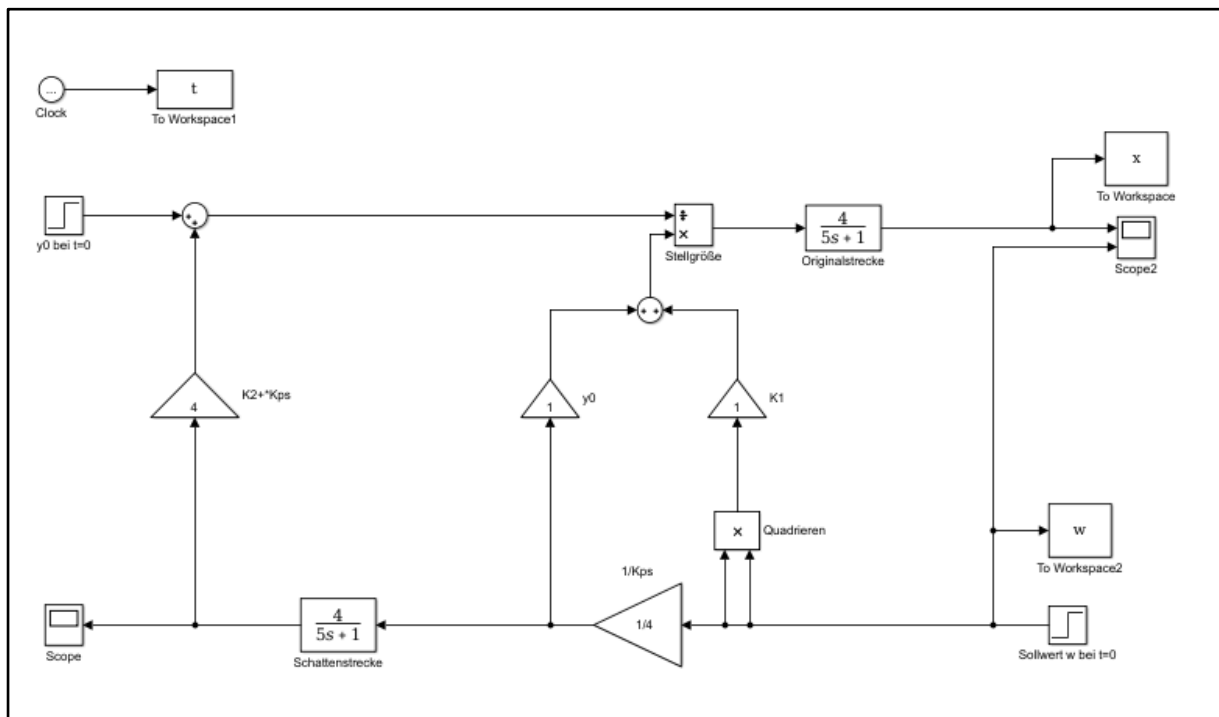 ...
t
Clock
To Workspace1
x
To Workspace
y0 bei t=0
+
+
÷
×
Stellgröße
4
5s + 1
Originalstrecke
Scope2
+ +
4
K2+*Kps
1
y0
1
K1
×
Quadrieren
w
To Workspace2
1/Kps
1/4
Scope
4
5s + 1
Schattenstrecke
Sollwert w bei t=0